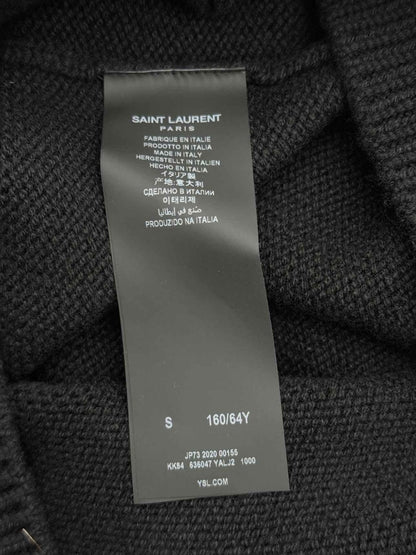 SAINT LAURENT
PARIS
FABRIQUE EN ITALIE
PRODOTTO IN ITALIA
MADE IN ITALY
HERGESTELLT IN ITALIEN
HECHO EN ITALIA
イタリア製
产地:意大利
СДЕЛАНО В ИТАЛИИ
이태리제
صنع في إيطاليا
PRODUZIDO NA ITALIA
S 160/64Y
JP73 2020 00155
KK84 636047 YALJ2 1000
YSL.COM